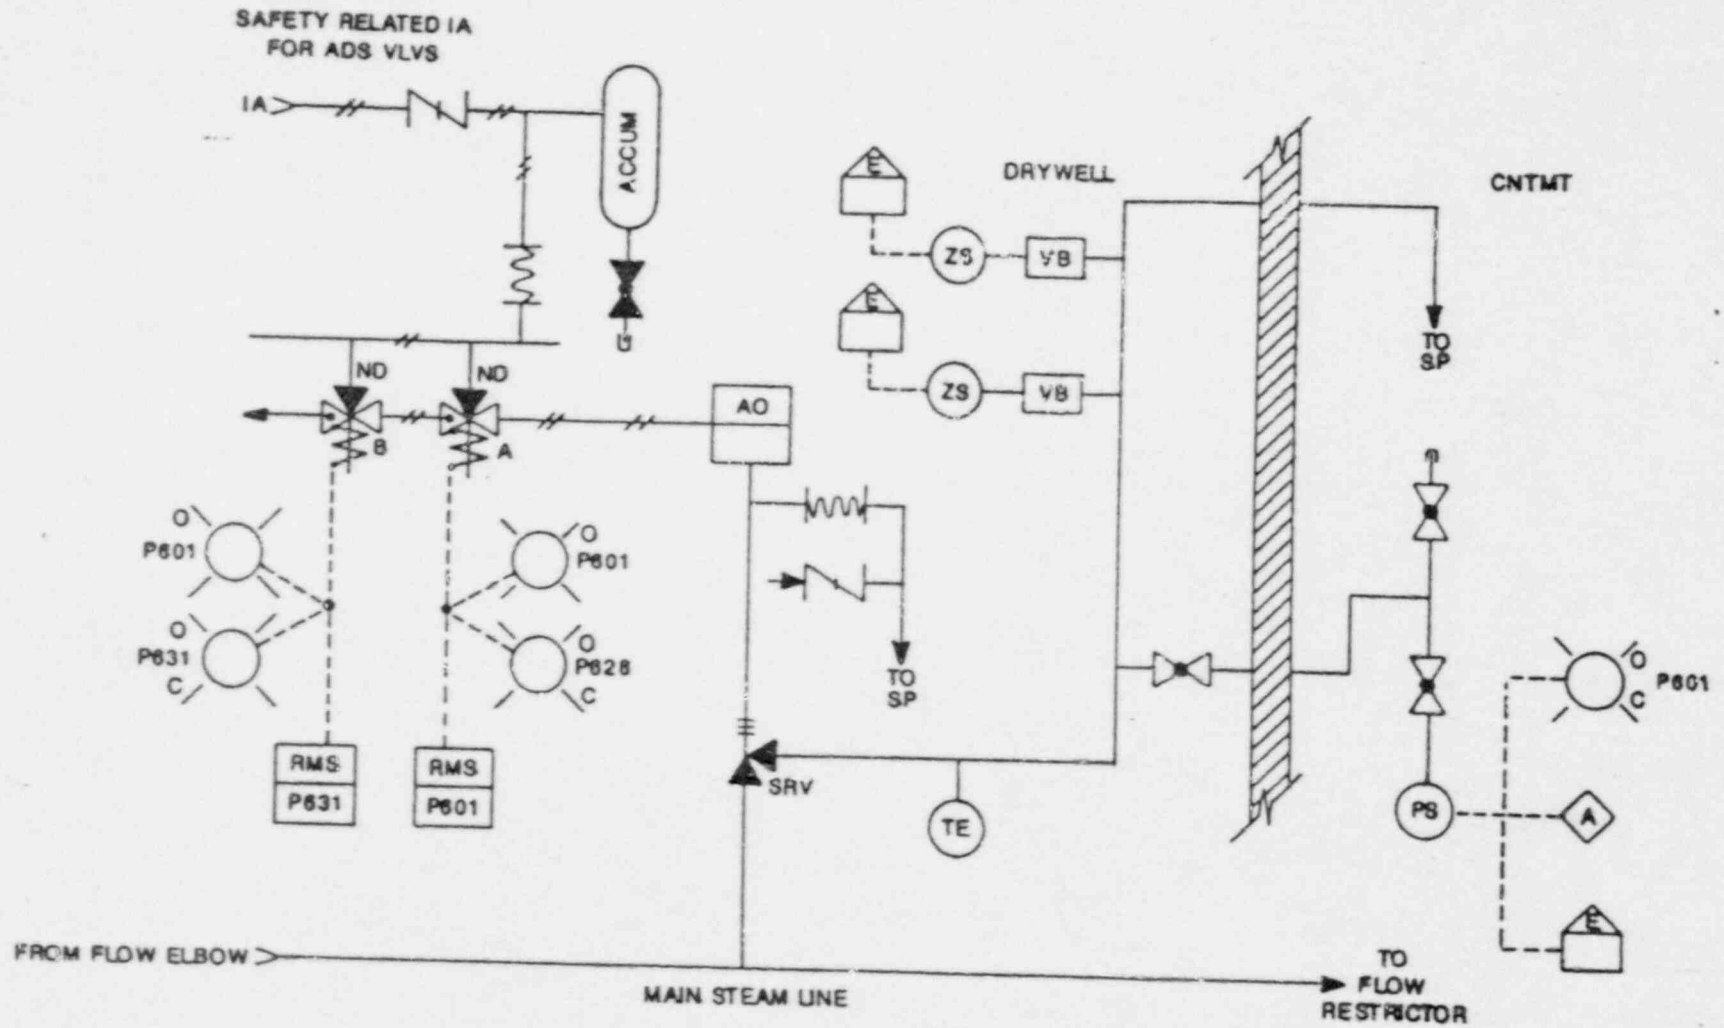 SAFETY RELATED IA
FOR ADS VLVS
IA
ACCUM
DRYWELL
CNTMT
E
ZS
VB
E
ZS
VB
TO
SP
ND
ND
AO
B
A
O
P601
O
P601
O
P631
C
O
P628
C
TO
SP
O
P601
C
RMS
P631
RMS
P601
SRV
TE
PS
A
E
FROM FLOW ELBOW
MAIN STEAM LINE
TO
FLOW
RESTRICTOR